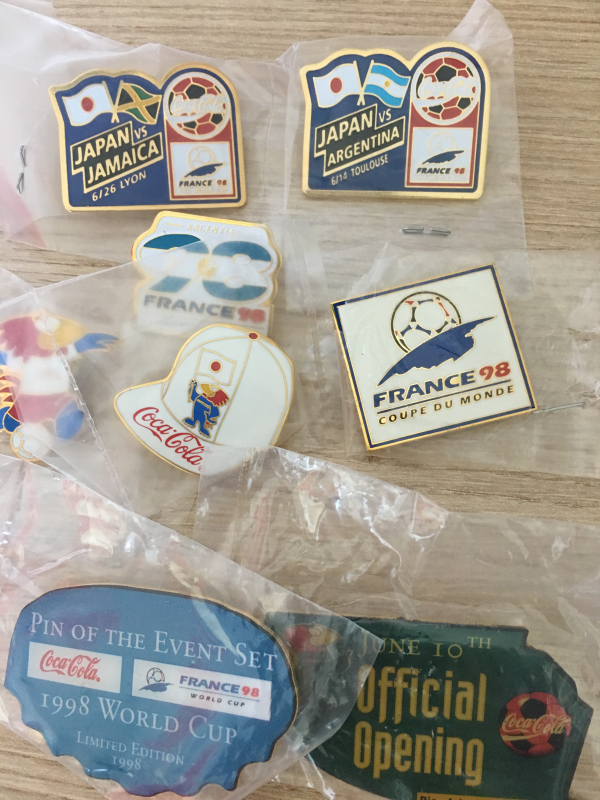 JAPAN VS
JAMAICA
6/26 LYON
Coca-Cola
FRANCE 98
JAPAN VS
ARGENTINA
6/14 TOULOUSE
Coca-Cola
FRANCE 98
98
FRANCE 98
Coca-Cola
FRANCE 98
COUPE DU MONDE
PIN OF THE EVENT SET
Coca-Cola
FRANCE 98
WORLD CUP
1998 WORLD CUP
LIMITED EDITION
1998
JUNE 10TH
Official
Opening
Coca-Cola